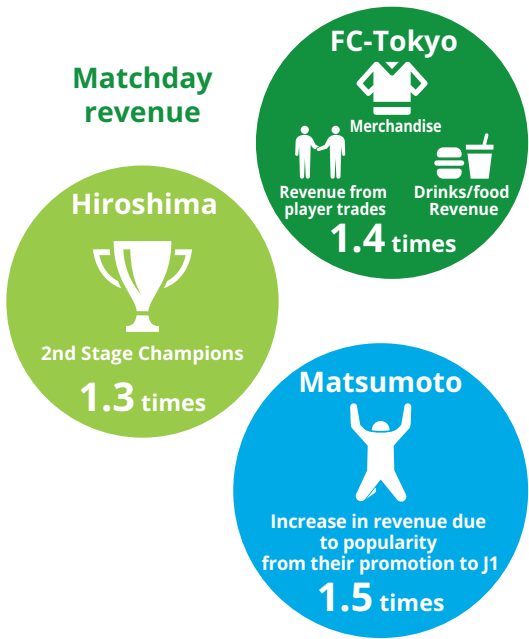 Matchday
revenue
FC-Tokyo
Merchandise
Revenue from
player trades
Drinks/food
Revenue
1.4 times
Hiroshima
2nd Stage Champions
1.3 times
Matsumoto
Increase in revenue due
to popularity
from their promotion to J1
1.5 times